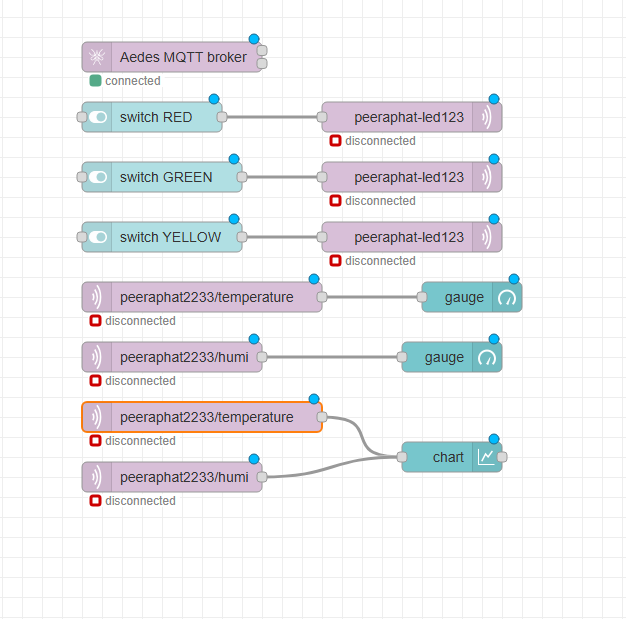 Aedes MQTT broker
connected
switch RED
peeraphat-led123
disconnected
switch GREEN
peeraphat-led123
disconnected
switch YELLOW
peeraphat-led123
disconnected
peeraphat2233/temperature
gauge
disconnected
peeraphat2233/humi
gauge
disconnected
peeraphat2233/temperature
disconnected
chart
peeraphat2233/humi
disconnected